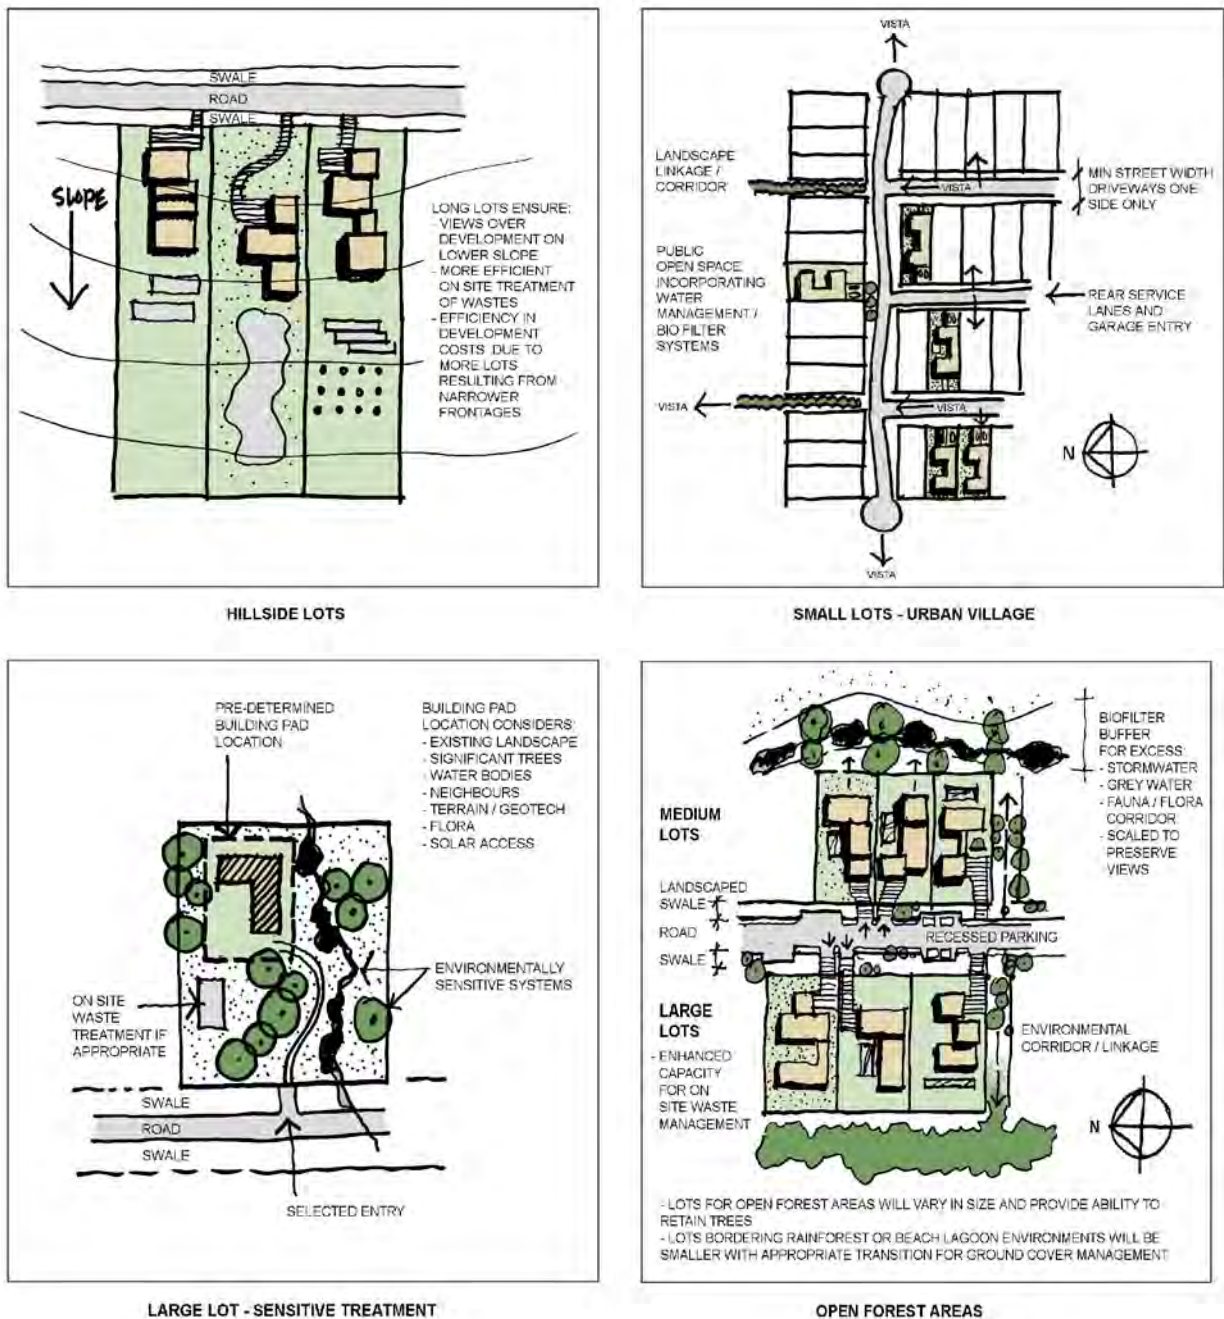 SWALE
ROAD
SWALE
SLOPE
LONG LOTS ENSURE:
- VIEWS OVER
DEVELOPMENT ON
LOWER SLOPE
- MORE EFFICIENT
ON SITE TREATMENT
OF WASTES
- EFFICIENCY IN
DEVELOPMENT
COSTS DUE TO
MORE LOTS
RESULTING FROM
NARROWER
FRONTAGES
HILLSIDE LOTS
VISTA
LANDSCAPE
LINKAGE /
CORRIDOR
VISTA
MIN STREET WIDTH
DRIVEWAYS ONE
SIDE ONLY
PUBLIC
OPEN SPACE
INCORPORATING
WATER
MANAGEMENT /
BIO FILTER
SYSTEMS
REAR SERVICE
LANES AND
GARAGE ENTRY
VISTA
VISTA
N
VISTA
SMALL LOTS - URBAN VILLAGE
PRE-DETERMINED
BUILDING PAD
LOCATION
BUILDING PAD
LOCATION CONSIDERS:
- EXISTING LANDSCAPE
- SIGNIFICANT TREES
- WATER BODIES
- NEIGHBOURS
- TERRAIN / GEOTECH
- FLORA
- SOLAR ACCESS
ENVIRONMENTALLY
SENSITIVE SYSTEMS
ON SITE
WASTE
TREATMENT IF
APPROPRIATE
SWALE
ROAD
SWALE
SELECTED ENTRY
LARGE LOT - SENSITIVE TREATMENT
BIOFILTER
BUFFER
FOR EXCESS:
- STORMWATER
- GREY WATER
- FAUNA / FLORA
CORRIDOR
- SCALED TO
PRESERVE
VIEWS
MEDIUM
LOTS
LANDSCAPED
SWALE
ROAD
RECESSED PARKING
SWALE
LARGE
LOTS
- ENHANCED
CAPACITY
FOR ON
SITE WASTE
MANAGEMENT
ENVIRONMENTAL
CORRIDOR / LINKAGE
N
- LOTS FOR OPEN FOREST AREAS WILL VARY IN SIZE AND PROVIDE ABILITY TO
RETAIN TREES
- LOTS BORDERING RAINFOREST OR BEACH LAGOON ENVIRONMENTS WILL BE
SMALLER WITH APPROPRIATE TRANSITION FOR GROUND COVER MANAGEMENT
OPEN FOREST AREAS